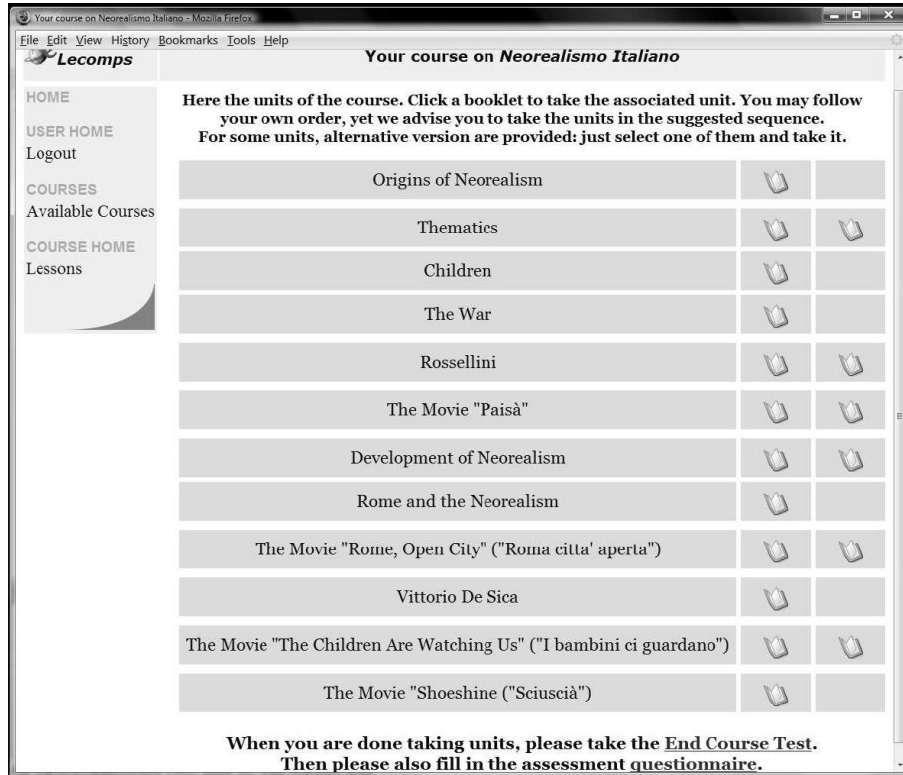 Your course on Neorealismo Italiano - Mozilla Firefox
File Edit View History Bookmarks Tools Help
Lecomps
Your course on Neorealismo Italiano
HOME
USER HOME
Logout
COURSES
Available Courses
COURSE HOME
Lessons
Here the units of the course. Click a booklet to take the associated unit. You may follow
your own order, yet we advise you to take the units in the suggested sequence.
For some units, alternative version are provided: just select one of them and take it.
Origins of Neorealism
Thematics
Children
The War
Rossellini
The Movie "Paisà"
Development of Neorealism
Rome and the Neorealism
The Movie "Rome, Open City" ("Roma citta' aperta")
Vittorio De Sica
The Movie "The Children Are Watching Us" ("I bambini ci guardano")
The Movie "Shoeshine ("Sciuscià")
When you are done taking units, please take the End Course Test.
Then please also fill in the assessment questionnaire.